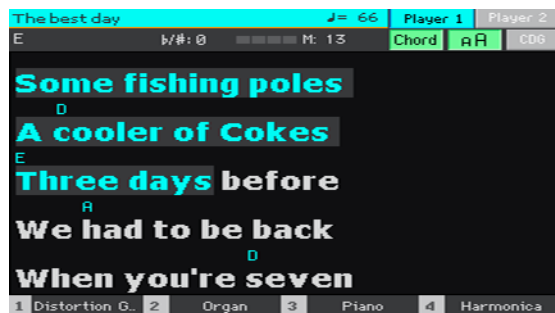 The best day ♩= 66 Player 1 Player 2
E b/#: 0 M: 13 Chord aA CDG
Some fishing poles
D
A cooler of Cokes
E
Three days before
A
We had to be back
D
When you're seven
1 Distortion G.. 2 Organ 3 Piano 4 Harmonica